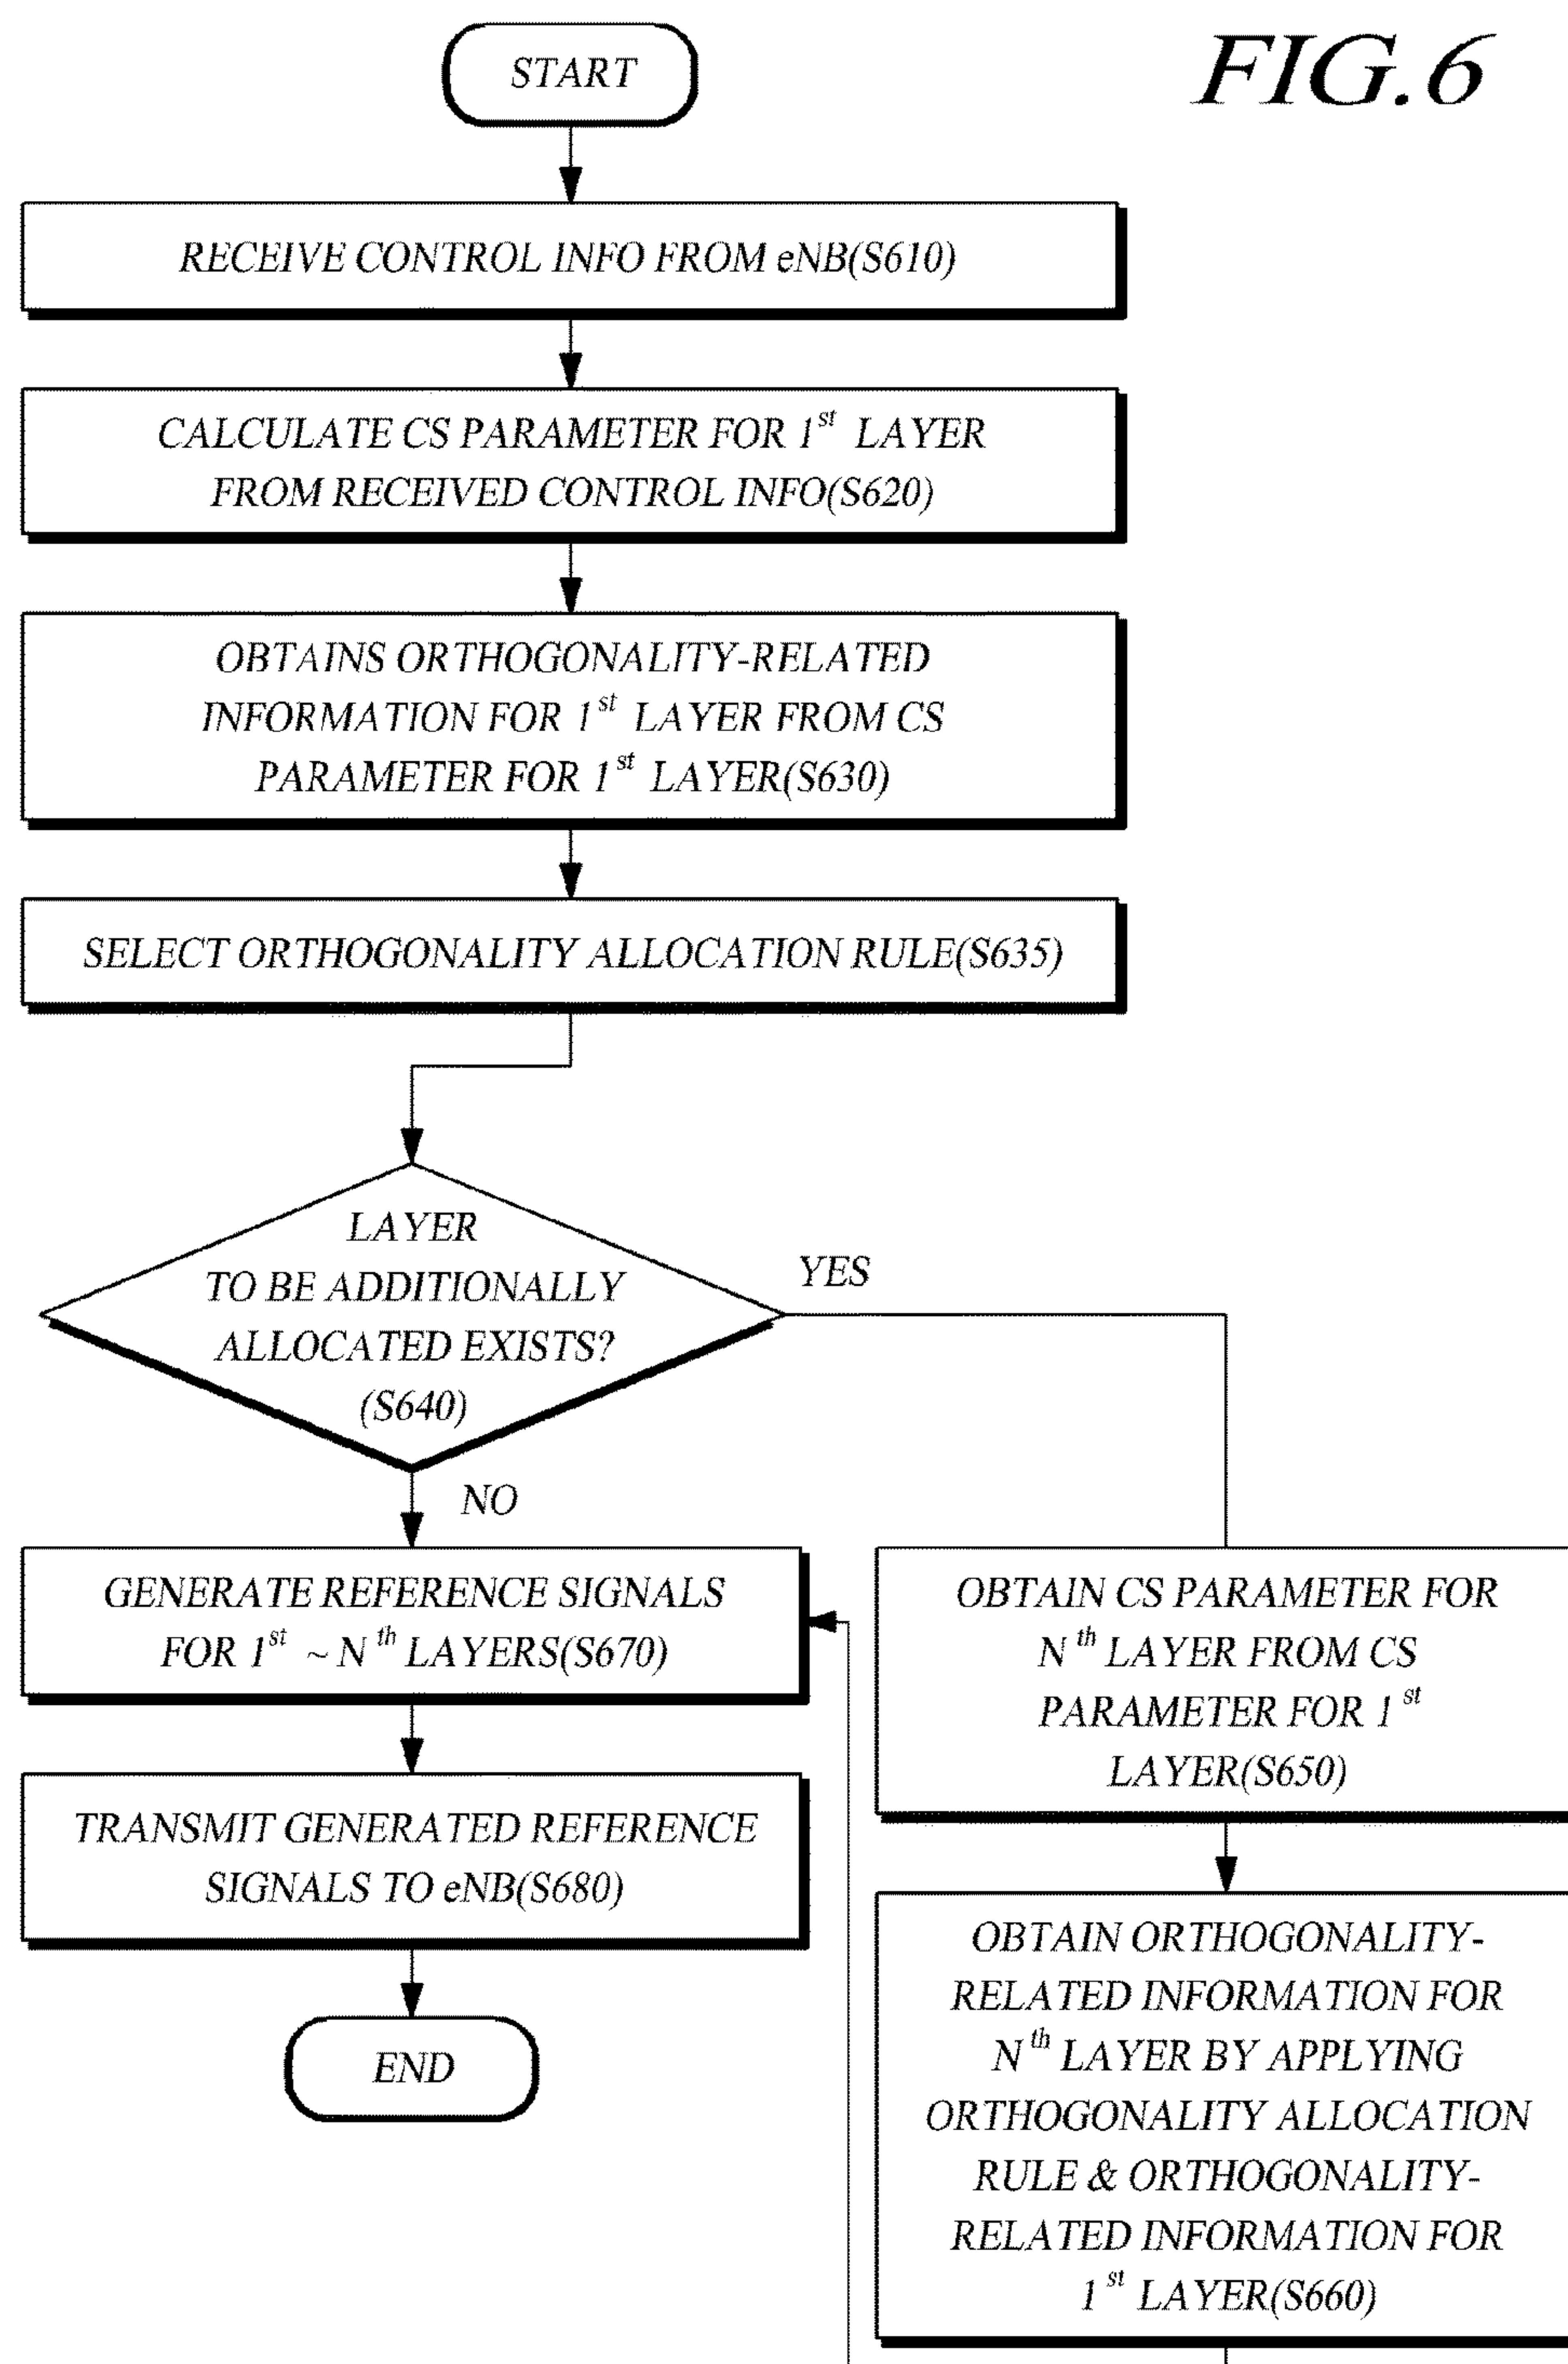 FIG.6
START
RECEIVE CONTROL INFO FROM eNB(S610)
CALCULATE CS PARAMETER FOR 1st LAYER
FROM RECEIVED CONTROL INFO(S620)
OBTAINS ORTHOGONALITY-RELATED
INFORMATION FOR 1st LAYER FROM CS
PARAMETER FOR 1st LAYER(S630)
SELECT ORTHOGONALITY ALLOCATION RULE(S635)
LAYER
TO BE ADDITIONALLY
ALLOCATED EXISTS?
(S640)
YES
NO
GENERATE REFERENCE SIGNALS
FOR 1st ~ Nth LAYERS(S670)
TRANSMIT GENERATED REFERENCE
SIGNALS TO eNB(S680)
END
OBTAIN CS PARAMETER FOR
Nth LAYER FROM CS
PARAMETER FOR 1st
LAYER(S650)
OBTAIN ORTHOGONALITY-
RELATED INFORMATION FOR
Nth LAYER BY APPLYING
ORTHOGONALITY ALLOCATION
RULE & ORTHOGONALITY-
RELATED INFORMATION FOR
1st LAYER(S660)